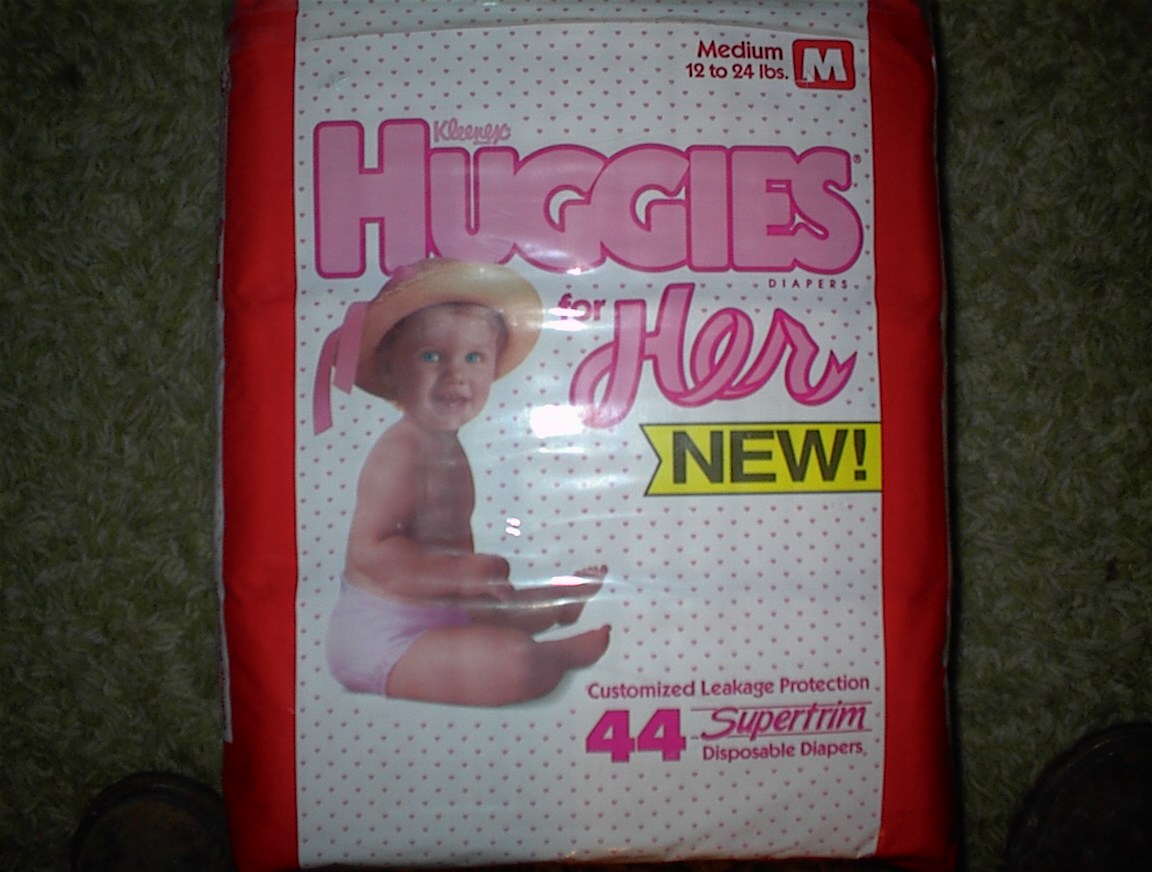 Medium M
12 to 24 lbs.
Kleenex
HUGGIES®
DIAPERS
for Her
NEW!
Customized Leakage Protection
44 Supertrim
Disposable Diapers